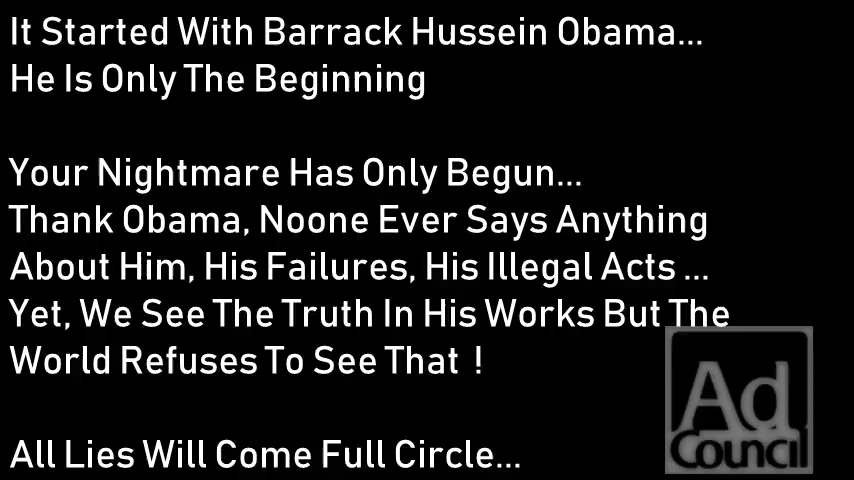 It Started With Barrack Hussein Obama...
He Is Only The Beginning
Your Nightmare Has Only Begun...
Thank Obama, Noone Ever Says Anything
About Him, His Failures, His Illegal Acts ...
Yet, We See The Truth In His Works But The
World Refuses To See That !
All Lies Will Come Full Circle...
Ad
Council